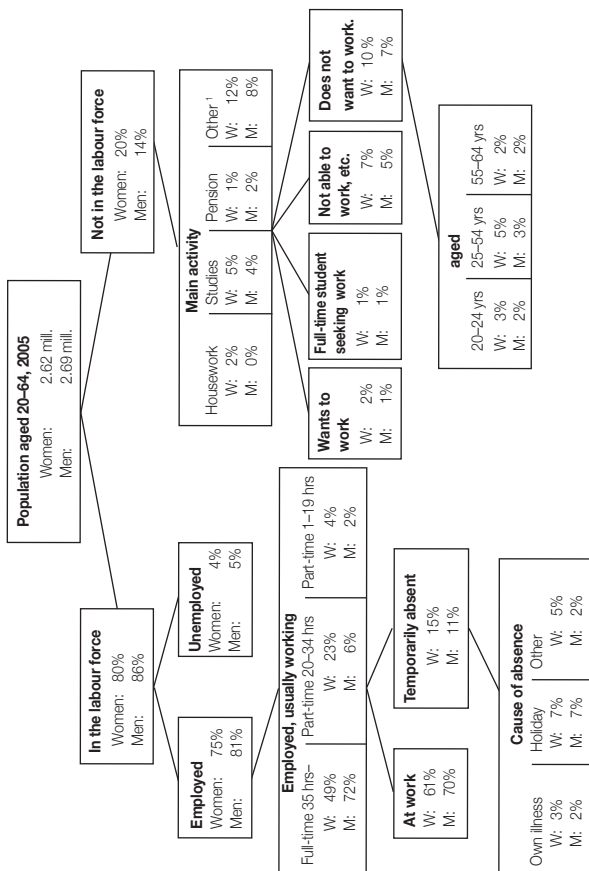 Population aged 20–64, 2005
Women: 2.62 mill.
Men: 2.69 mill.
In the labour force
Women: 80%
Men: 86%
Not in the labour force
Women: 20%
Men: 14%
Employed
Women: 75%
Men: 81%
Unemployed
Women: 4%
Men: 5%
Main activity
Housework Studies Pension Other 1
W: 2% W: 5% W: 1% W: 12%
M: 0% M: 4% M: 2% M: 8%
Employed, usually working
Full-time 35 hrs– Part-time 20–34 hrs Part-time 1–19 hrs
W: 49% W: 23% W: 4%
M: 72% M: 6% M: 2%
Wants to
work
W: 2%
M: 1%
Full-time student
seeking work
W: 1%
M: 1%
Not able to
work, etc.
W: 7%
M: 5%
Does not
want to work.
W: 10 %
M: 7%
At work
W: 61%
M: 70%
Temporarily absent
W: 15%
M: 11%
aged
20–24 yrs 25–54 yrs 55–64 yrs
W: 3% W: 5% W: 2%
M: 2% M: 3% M: 2%
Cause of absence
Own illness Holiday Other
W: 3% W: 7% W: 5%
M: 2% M: 7% M: 2%